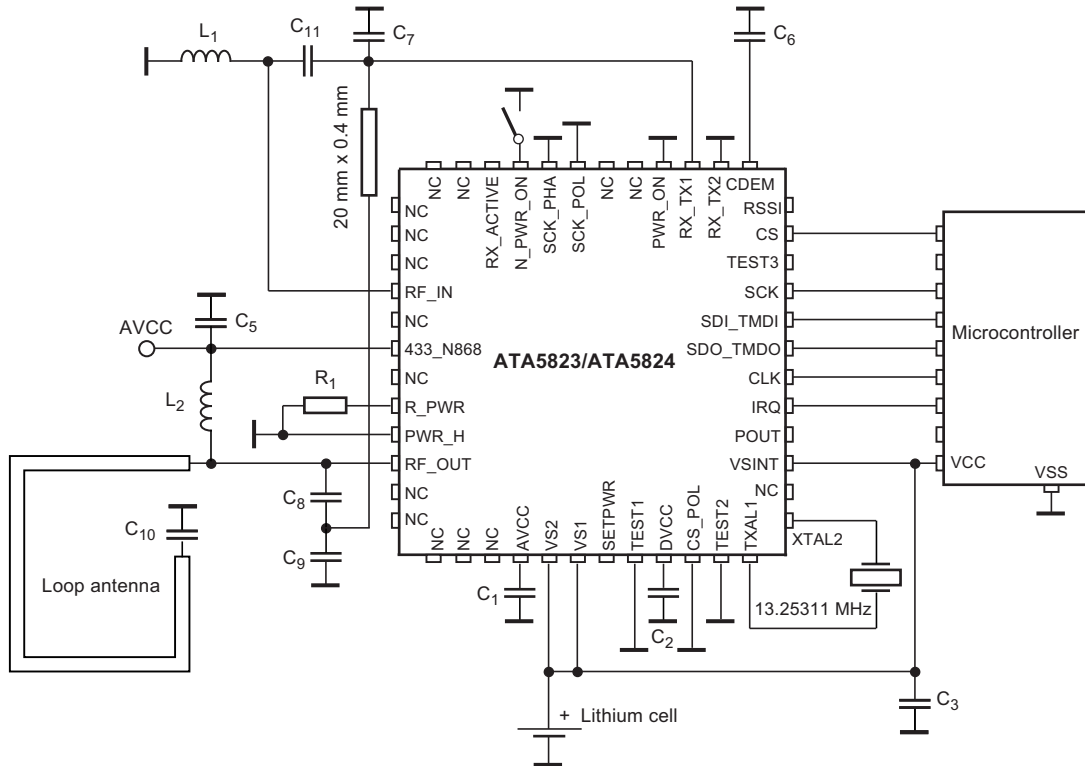 L1
C11
C7
C6
20 mm x 0.4 mm
NC
NC
RX_ACTIVE
N_PWR_ON
SCK_PHA
SCK_POL
NC
NC
PWR_ON
RX_TX1
RX_TX2
CDEM
NC
NC
NC
RF_IN
NC
433_N868
NC
R_PWR
PWR_H
RF_OUT
NC
NC
RSSI
CS
TEST3
SCK
SDI_TMDI
SDO_TMDO
CLK
IRQ
POUT
VSINT
NC
XTAL2
ATA5823/ATA5824
Microcontroller
VCC
VSS
AVCC
C5
L2
R1
C8
C9
C10
Loop antenna
NC
NC
NC
AVCC
VS2
VS1
SETPWR
TEST1
DVCC
CS_POL
TEST2
TXAL1
C1
C2
13.25311 MHz
C3
+ Lithium cell